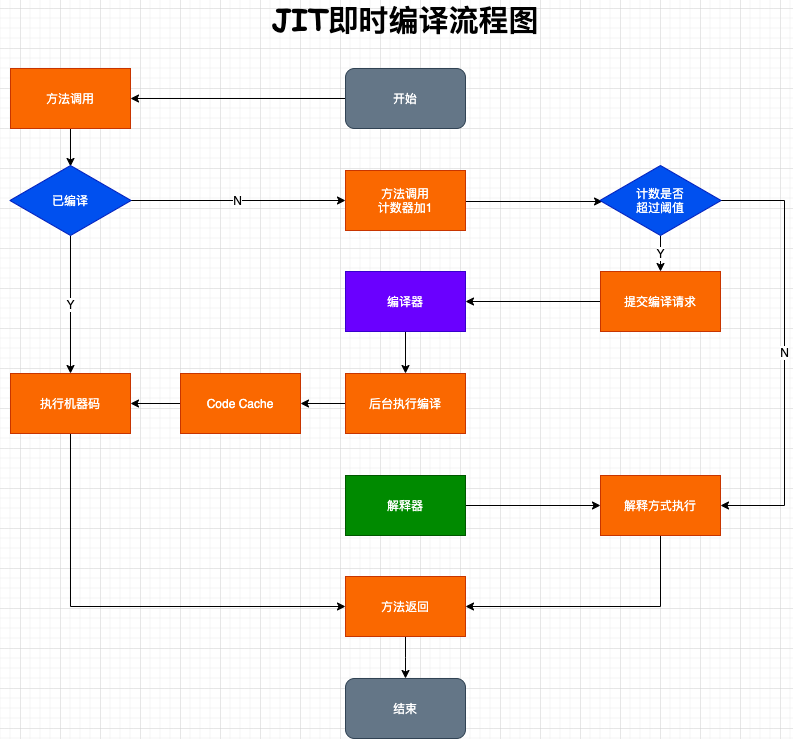 JIT即时编译流程图
方法调用
开始
已编译
N
方法调用
计数器加1
计数是否
超过阈值
Y
编译器
提交编译请求
Y
N
执行机器码
Code Cache
后台执行编译
解释器
解释方式执行
方法返回
结束